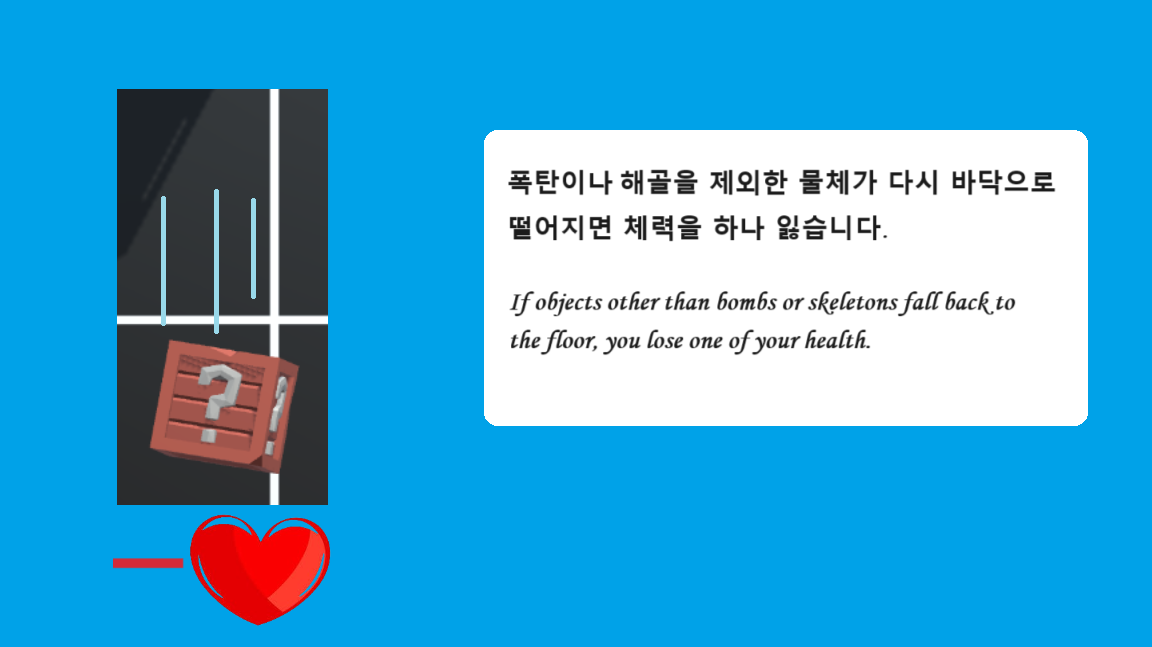 ?
폭탄이나 해골을 제외한 물체가 다시 바닥으로
떨어지면 체력을 하나 잃습니다.
If objects other than bombs or skeletons fall back to
the floor, you lose one of your health.